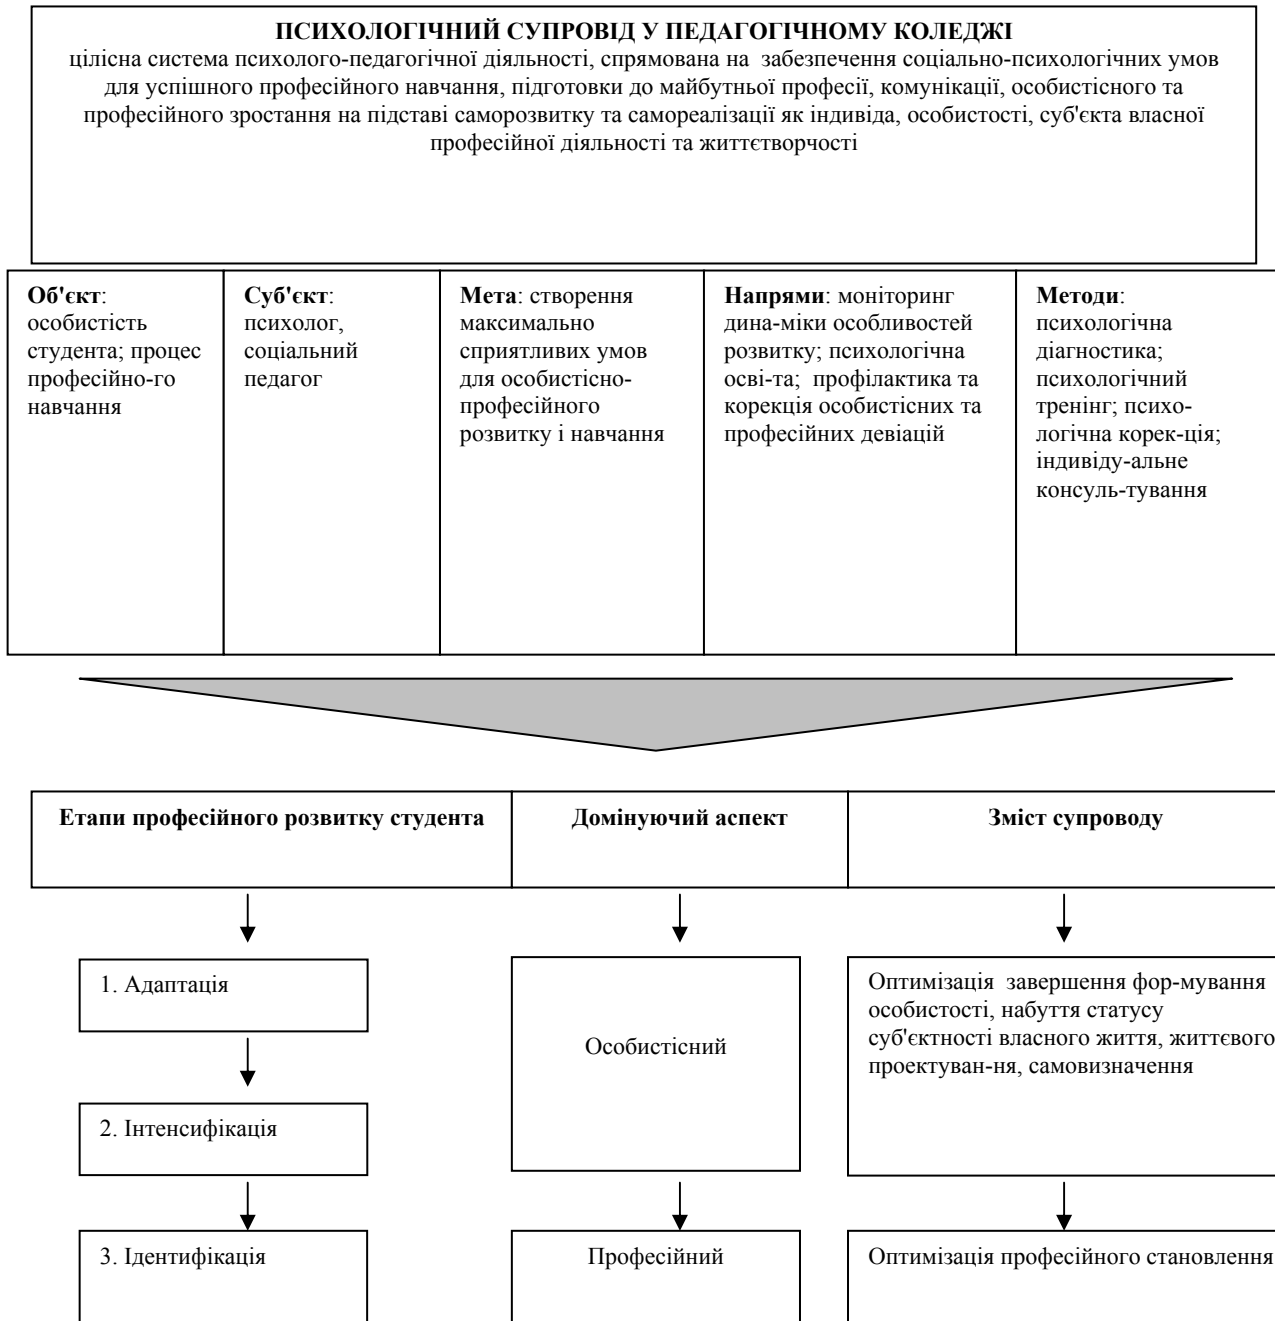 ПСИХОЛОГІЧНИЙ СУПРОВІД У ПЕДАГОГІЧНОМУ КОЛЕДЖІ
цілісна система психолого-педагогічної діяльності, спрямована на забезпечення соціально-психологічних умов
для успішного професійного навчання, підготовки до майбутньої професії, комунікації, особистісного та
професійного зростання на підставі саморозвитку та самореалізації як індивіда, особистості, суб'єкта власної
професійної діяльності та життєтворчості
Об'єкт:
особистість
студента; процес
професійно-го
навчання
Суб'єкт:
психолог,
соціальний
педагог
Мета: створення
максимально
сприятливих умов
для особистісно-
професійного
розвитку і навчання
Напрями: моніторинг
дина-міки особливостей
розвитку; психологічна
осві-та; профілактика та
корекція особистісних та
професійних девіацій
Методи:
психологічна
діагностика;
психологічний
тренінг; психо-
логічна корек-ція;
індивіду-альне
консуль-тування
Етапи професійного розвитку студента
Домінуючий аспект
Зміст супроводу
1. Адаптація
Особистісний
Оптимізація завершення фор-мування
особистості, набуття статусу
суб'єктності власного життя, життєвого
проектуван-ня, самовизначення
2. Інтенсифікація
3. Ідентифікація
Професійний
Оптимізація професійного становлення